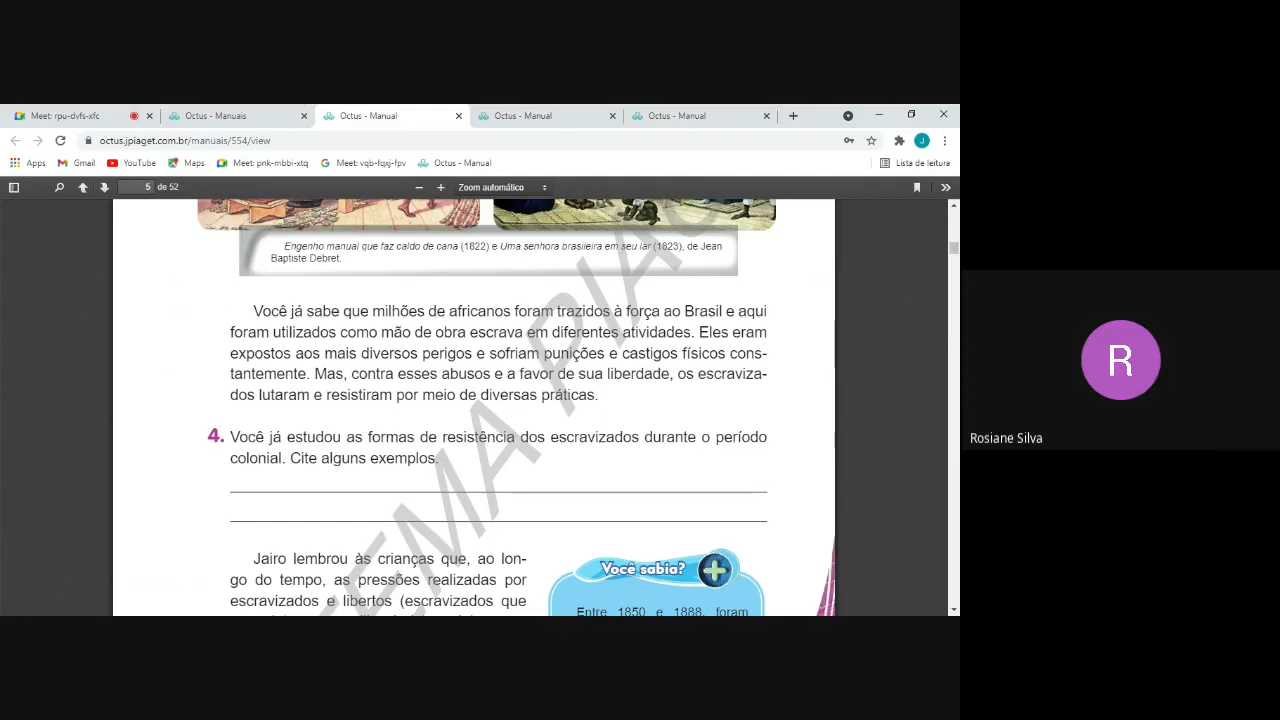 Meet: rpu-dvfs-xfc
Octus - Manuais
Octus - Manual
Octus - Manual
Octus - Manual
octus.jpiaget.com.br/manuais/554/view
J
Apps
Gmail
YouTube
Maps
Meet: pnk-mbbi-xtq
Meet: vqb-fqxj-fpv
Octus - Manual
Lista de leitura
5 de 52
Zoom automático
Engenho manual que faz caldo de cana (1822) e Uma senhora brasileira em seu lar (1823), de Jean
Baptiste Debret.
Você já sabe que milhões de africanos foram trazidos à força ao Brasil e aqui
foram utilizados como mão de obra escrava em diferentes atividades. Eles eram
expostos aos mais diversos perigos e sofriam punições e castigos físicos cons-
tantemente. Mas, contra esses abusos e a favor de sua liberdade, os escraviza-
dos lutaram e resistiram por meio de diversas práticas.
4. Você já estudou as formas de resistência dos escravizados durante o período
colonial. Cite alguns exemplos.
Jairo lembrou às crianças que, ao lon-
go do tempo, as pressões realizadas por
escravizados e libertos (escravizados que
Você sabia?
Entre 1850 e 1888, foram
R
Rosiane Silva